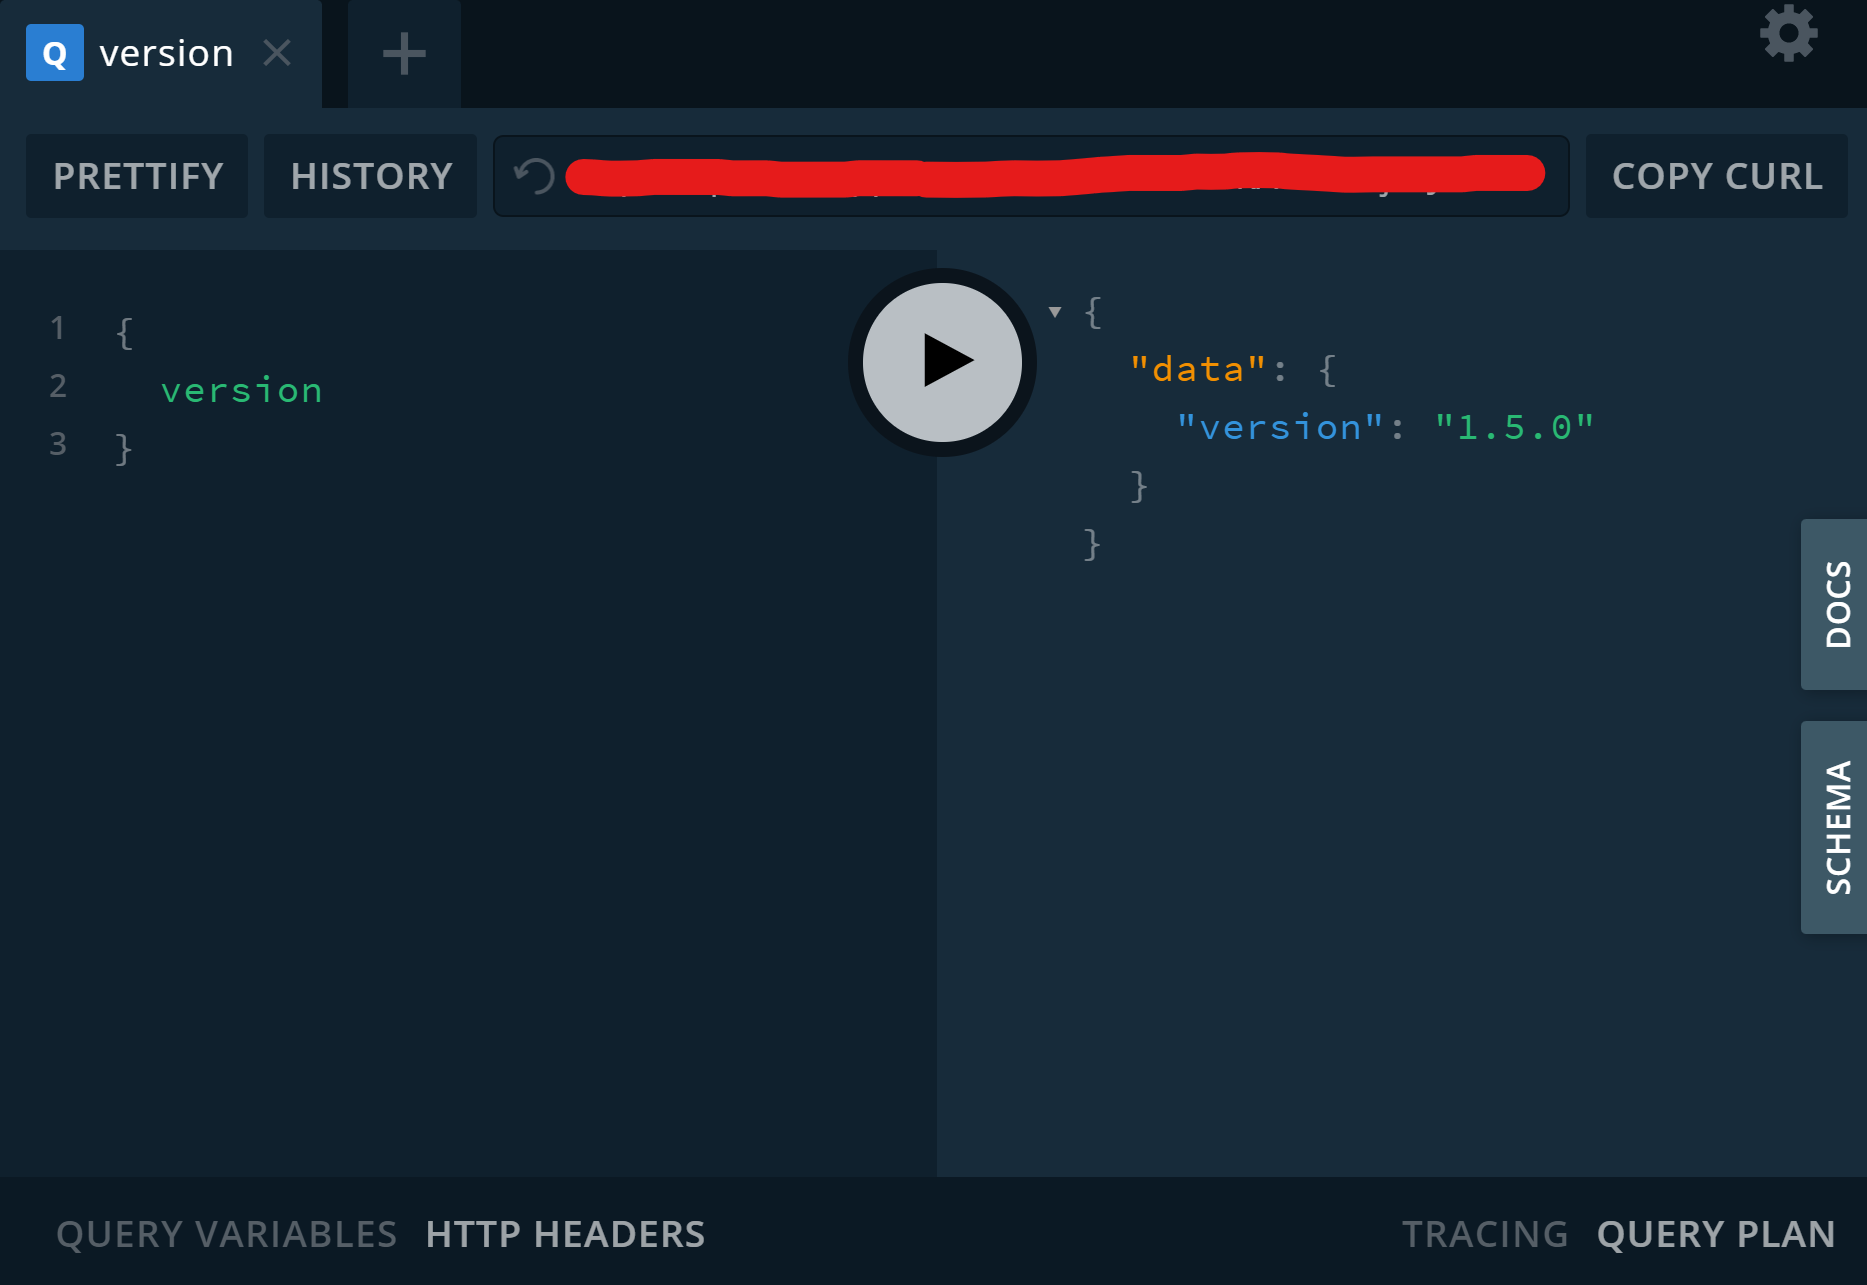 Q version
PRETTIFY HISTORY COPY CURL
1 {
2 version
3 }
{
"data": {
"version": "1.5.0"
}
}
DOCS
SCHEMA
QUERY VARIABLES HTTP HEADERS TRACING QUERY PLAN